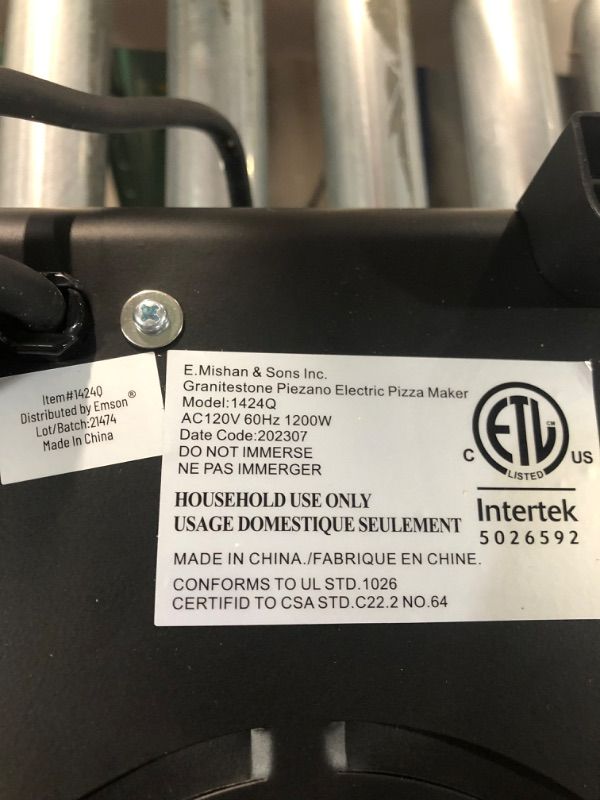 Item#1424Q
Distributed by Emson®
Lot/Batch:21474
Made In China
E.Mishan & Sons Inc.
Granitestone Piezano Electric Pizza Maker
Model:1424Q
AC120V 60Hz 1200W
Date Code:202307
DO NOT IMMERSE
NE PAS IMMERGER
HOUSEHOLD USE ONLY
USAGE DOMESTIQUE SEULEMENT
MADE IN CHINA./FABRIQUE EN CHINE.
CONFORMS TO UL STD.1026
CERTIFID TO CSA STD.C22.2 NO.64
ETL CM
C US
LISTED
Intertek
5026592